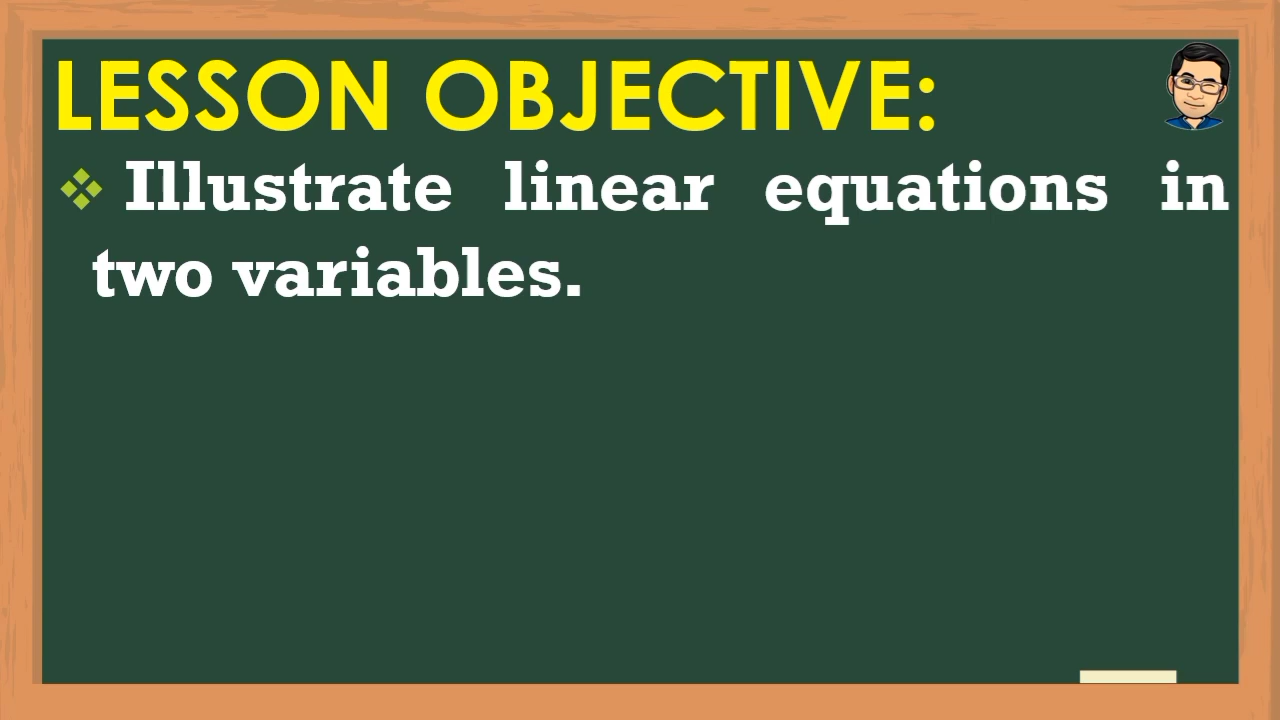 LESSON OBJECTIVE:
❖ Illustrate linear equations in
two variables.